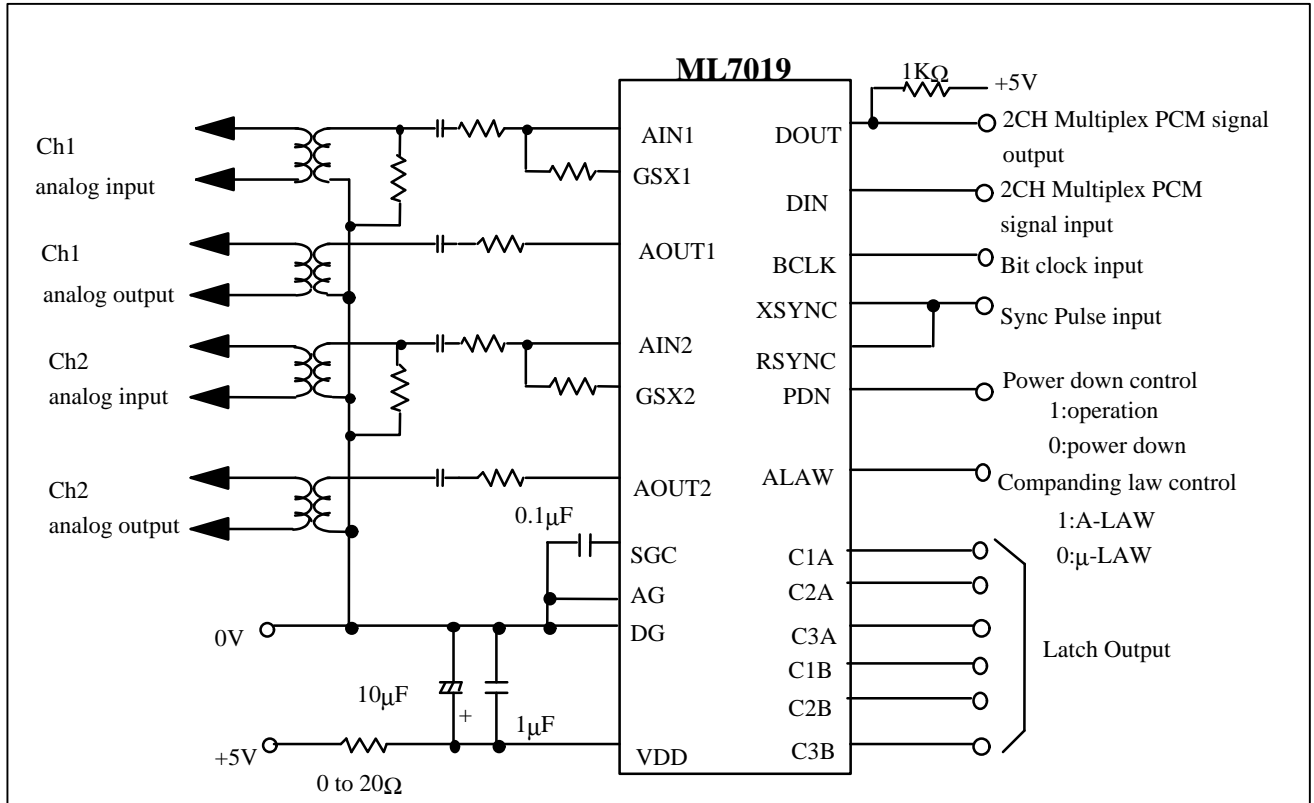 ML7019
1KΩ
+5V
Ch1
analog input
AIN1
GSX1
DOUT
2CH Multiplex PCM signal
output
DIN
2CH Multiplex PCM
signal input
Ch1
analog output
AOUT1
BCLK
Bit clock input
XSYNC
Sync Pulse input
RSYNC
Ch2
analog input
AIN2
GSX2
PDN
Power down control
1:operation
0:power down
Ch2
analog output
AOUT2
ALAW
Companding law control
1:A-LAW
0:μ-LAW
0.1μF
SGC
AG
DG
0V
10μF
+
1μF
+5V
0 to 20Ω
VDD
C1A
C2A
C3A
C1B
C2B
C3B
Latch Output